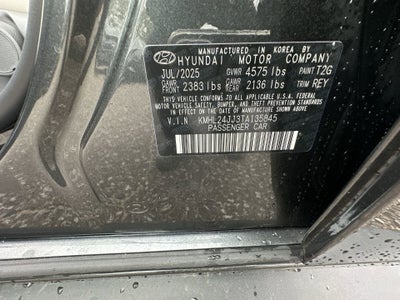 MANUFACTURED IN KOREA BY
HYUNDAI MOTOR COMPANY
JUL/2025 GVWR 4575 lbs PAINT T2G
GAWR FRONT 2383 lbs GAWR REAR 2136 lbs TRIM REY
THIS VEHICLE CONFORMS TO ALL APPLICABLE U.S. FEDERAL MOTOR
VEHICLE SAFETY, BUMPER, AND THEFT PREVENTION STANDARDS
IN EFFECT ON THE DATE OF MANUFACTURE SHOWN ABOVE.
V.I.N KMHL24JJ3TA135845
PASSENGER CAR